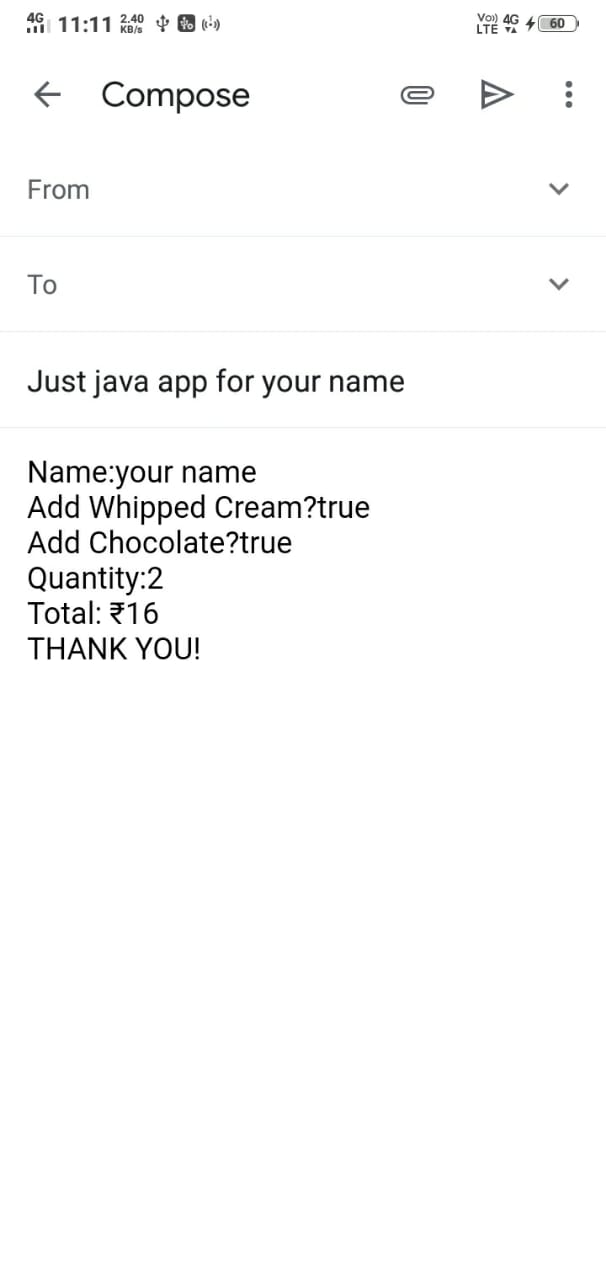 4G 11:11 2.40 KB/s Vo)) LTE 4G 60
Compose
From
To
Just java app for your name
Name:your name
Add Whipped Cream?true
Add Chocolate?true
Quantity:2
Total: ₹16
THANK YOU!